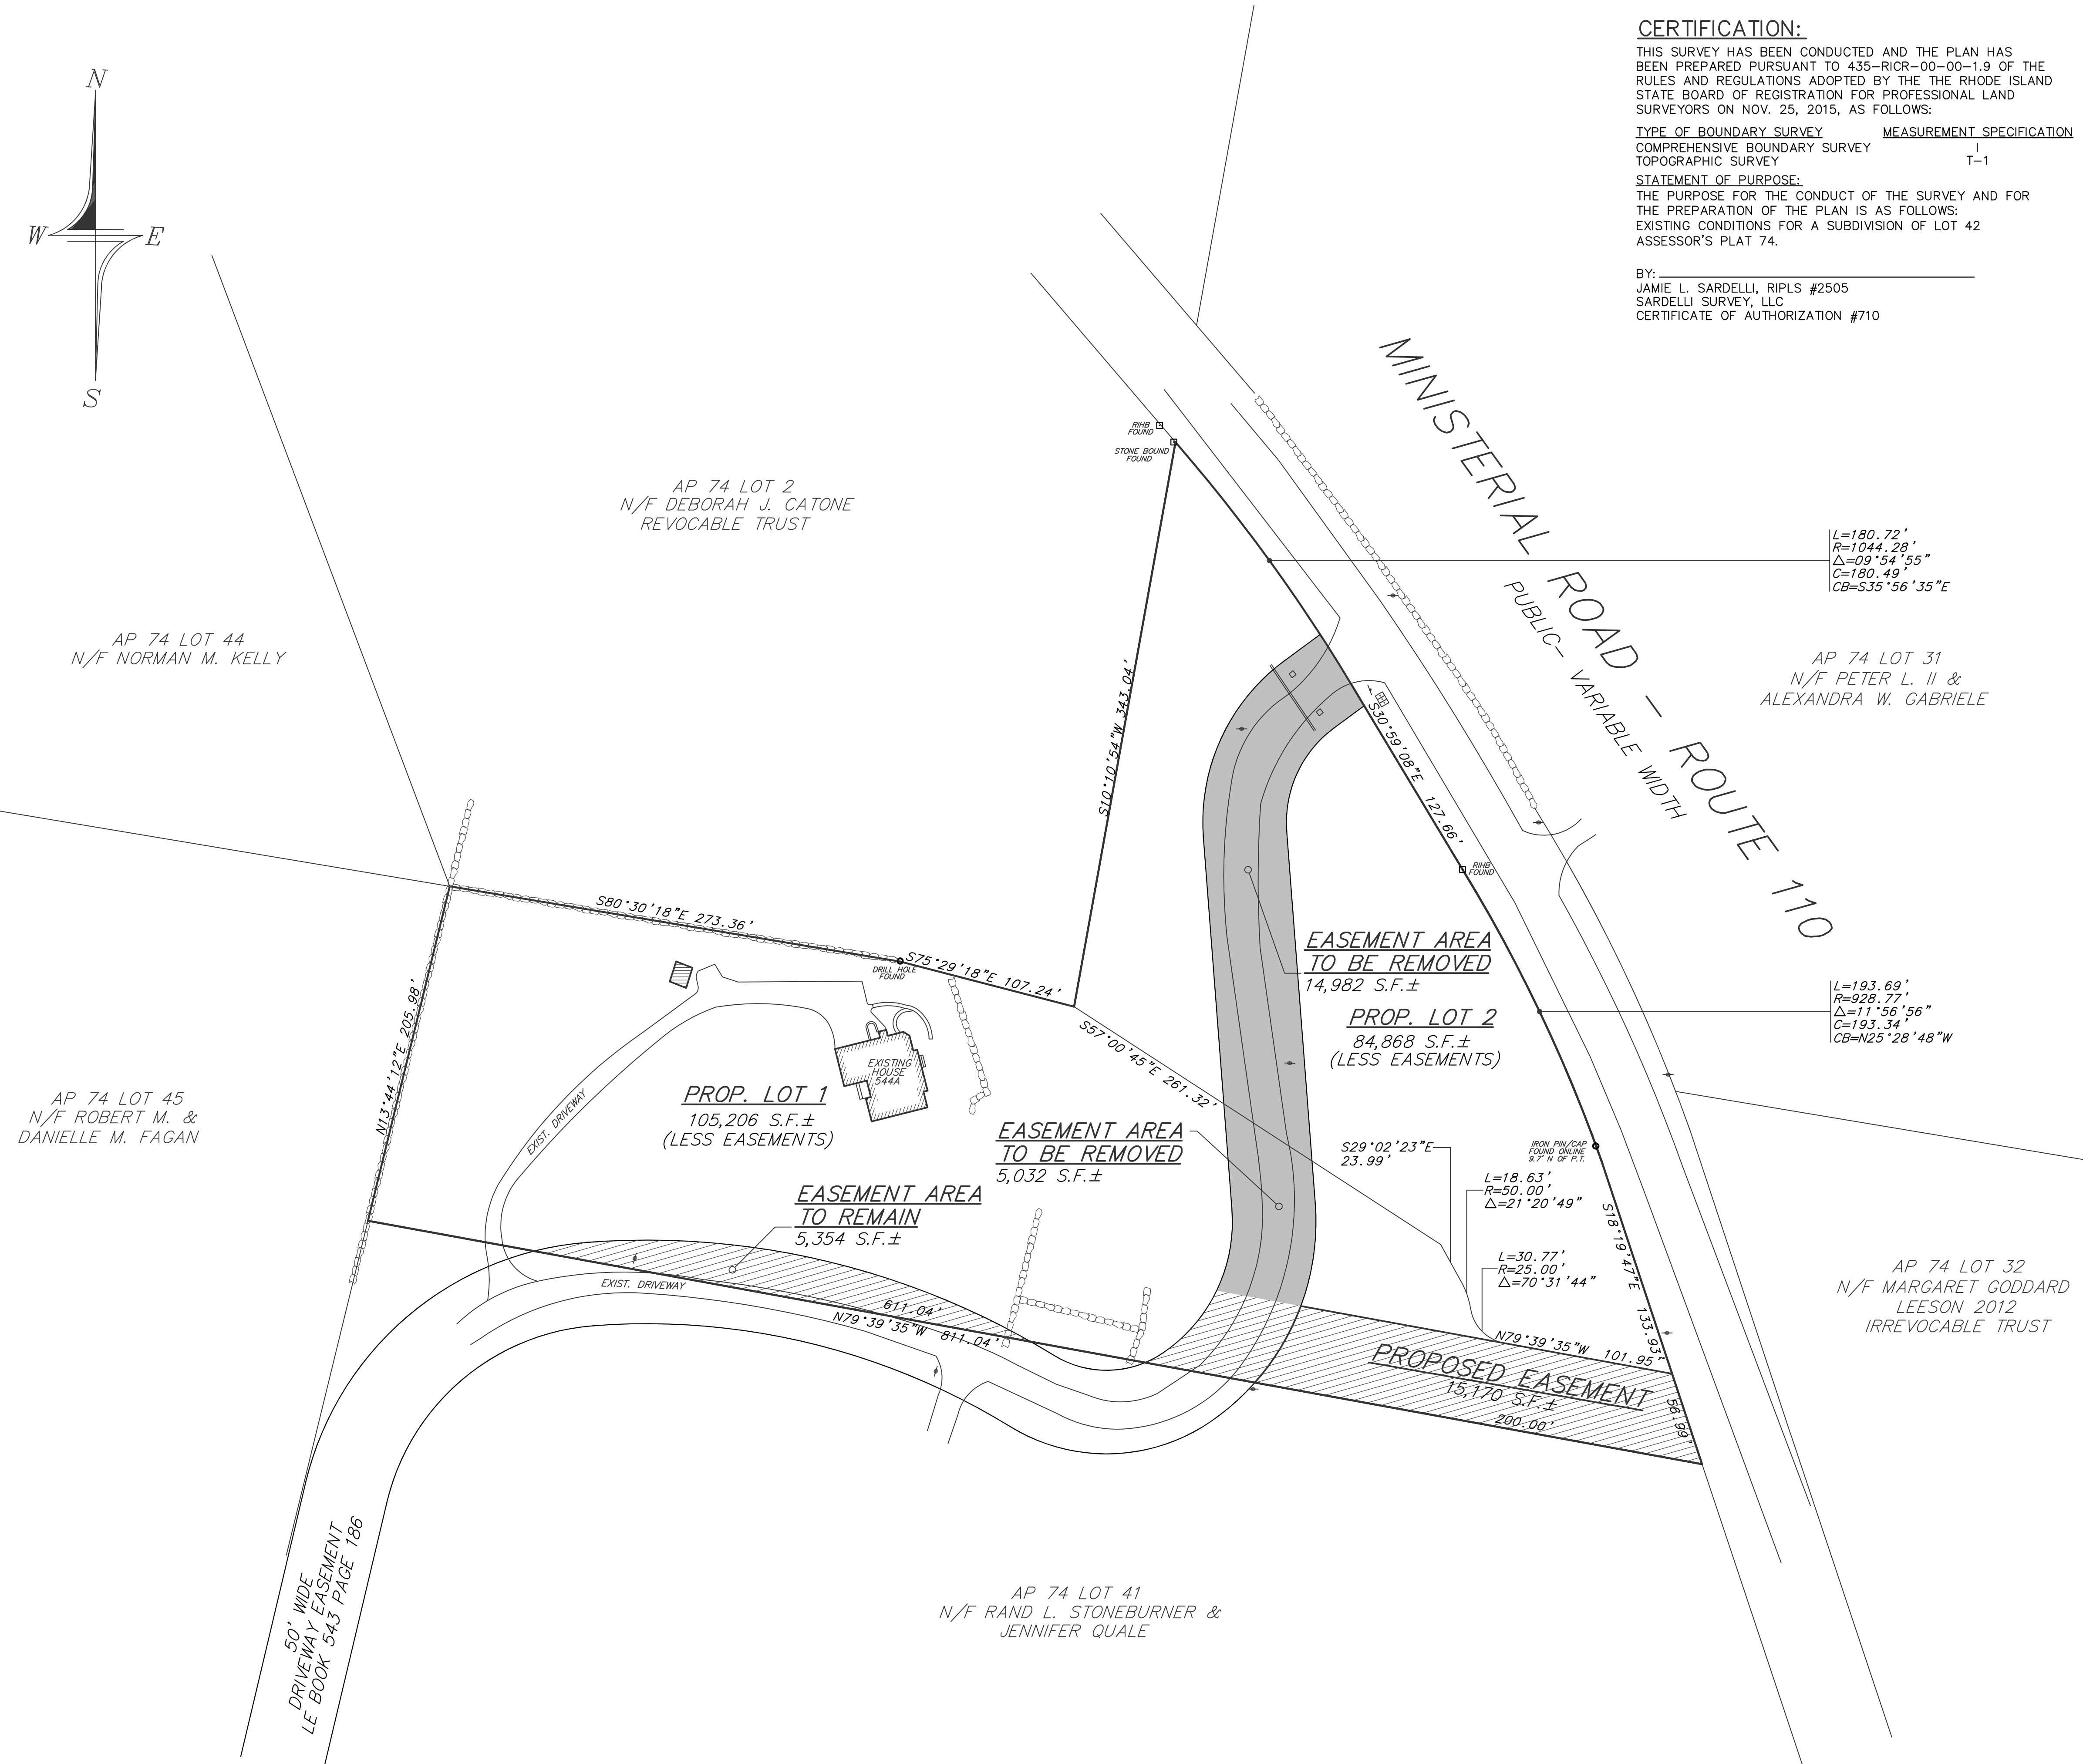 CERTIFICATION:
THIS SURVEY HAS BEEN CONDUCTED AND THE PLAN HAS
BEEN PREPARED PURSUANT TO 435-RICR-00-00-1.9 OF THE
RULES AND REGULATIONS ADOPTED BY THE THE RHODE ISLAND
STATE BOARD OF REGISTRATION FOR PROFESSIONAL LAND
SURVEYORS ON NOV. 25, 2015, AS FOLLOWS:
TYPE OF BOUNDARY SURVEY MEASUREMENT SPECIFICATION
COMPREHENSIVE BOUNDARY SURVEY I
TOPOGRAPHIC SURVEY T-1
STATEMENT OF PURPOSE:
THE PURPOSE FOR THE CONDUCT OF THE SURVEY AND FOR
THE PREPARATION OF THE PLAN IS AS FOLLOWS:
EXISTING CONDITIONS FOR A SUBDIVISION OF LOT 42
ASSESSOR'S PLAT 74.
BY:
JAMIE L. SARDELLI, RIPLS #2505
SARDELLI SURVEY, LLC
CERTIFICATE OF AUTHORIZATION #710
N
W E
S
MINISTERIAL ROAD - ROUTE 110
PUBLIC- VARIABLE WIDTH
RIHB
FOUND
STONE BOUND
FOUND
AP 74 LOT 2
N/F DEBORAH J. CATONE
REVOCABLE TRUST
L=180.72'
R=1044.28'
△=09°54'55"
C=180.49'
CB=S35°56'35"E
AP 74 LOT 44
N/F NORMAN M. KELLY
AP 74 LOT 31
N/F PETER L. II &
ALEXANDRA W. GABRIELE
S10°10'54"W 343.04'
S30°59'08"E 127.66'
RIHB
FOUND
S80°30'18"E 273.36'
DRILL HOLE
FOUND
S75°29'18"E 107.24'
EASEMENT AREA
TO BE REMOVED
14,982 S.F.±
PROP. LOT 2
84,868 S.F.±
(LESS EASEMENTS)
L=193.69'
R=928.77'
△=11°56'56"
C=193.34'
CB=N25°28'48"W
N13°44'12"E 205.98'
S57°00'45"E 261.32'
EXISTING
HOUSE
544A
AP 74 LOT 45
N/F ROBERT M. &
DANIELLE M. FAGAN
EXIST. DRIVEWAY
PROP. LOT 1
105,206 S.F.±
(LESS EASEMENTS)
EASEMENT AREA
TO BE REMOVED
5,032 S.F.±
S29°02'23"E
23.99'
IRON PIN/CAP
FOUND ONLINE
9.7' N OF P.T.
L=18.63'
R=50.00'
△=21°20'49"
EASEMENT AREA
TO REMAIN
5,354 S.F.±
S18°19'47"E 133.93'
L=30.77'
R=25.00'
△=70°31'44"
AP 74 LOT 32
N/F MARGARET GODDARD
LEESON 2012
IRREVOCABLE TRUST
EXIST. DRIVEWAY
611.04'
N79°39'35"W 811.04'
N79°39'35"W 101.95'
PROPOSED EASEMENT
15,170 S.F.±
200.00'
56.99'
50' WIDE
DRIVEWAY EASEMENT
LE BOOK 543 PAGE 186
AP 74 LOT 41
N/F RAND L. STONEBURNER &
JENNIFER QUALE